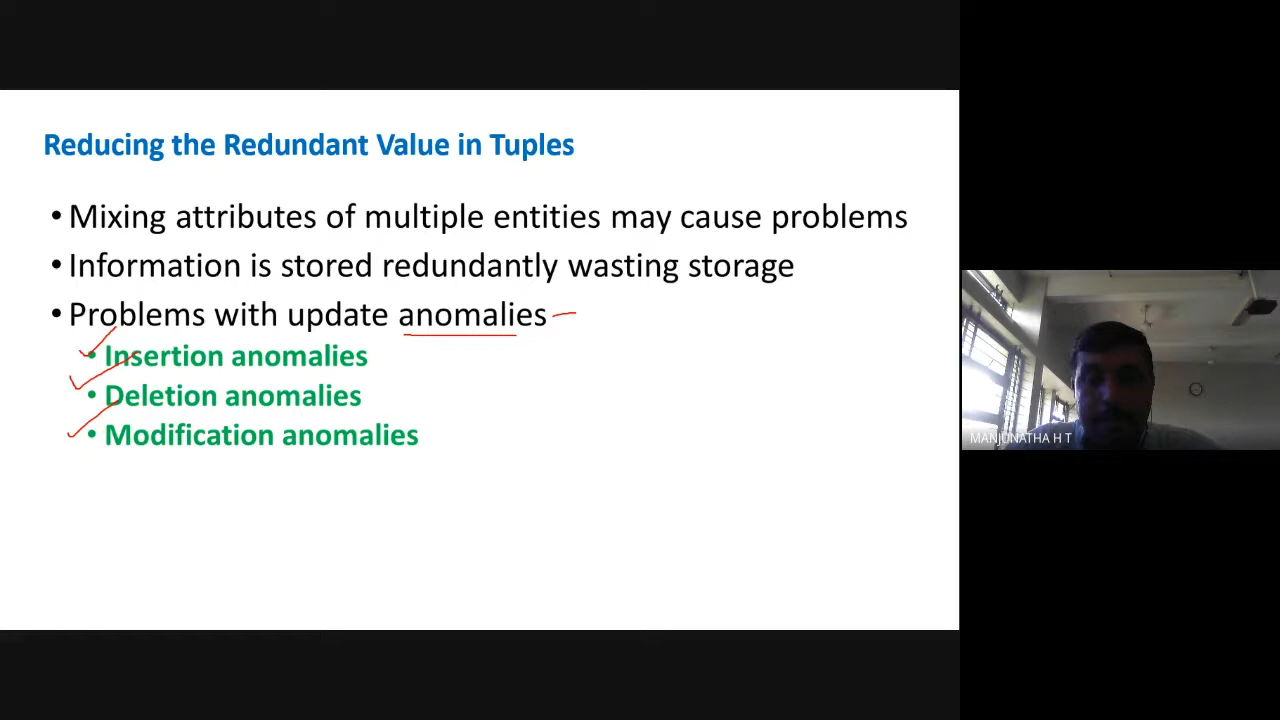 Reducing the Redundant Value in Tuples
• Mixing attributes of multiple entities may cause problems
• Information is stored redundantly wasting storage
• Problems with update anomalies
• Insertion anomalies
• Deletion anomalies
• Modification anomalies
MANJUNATHA H T